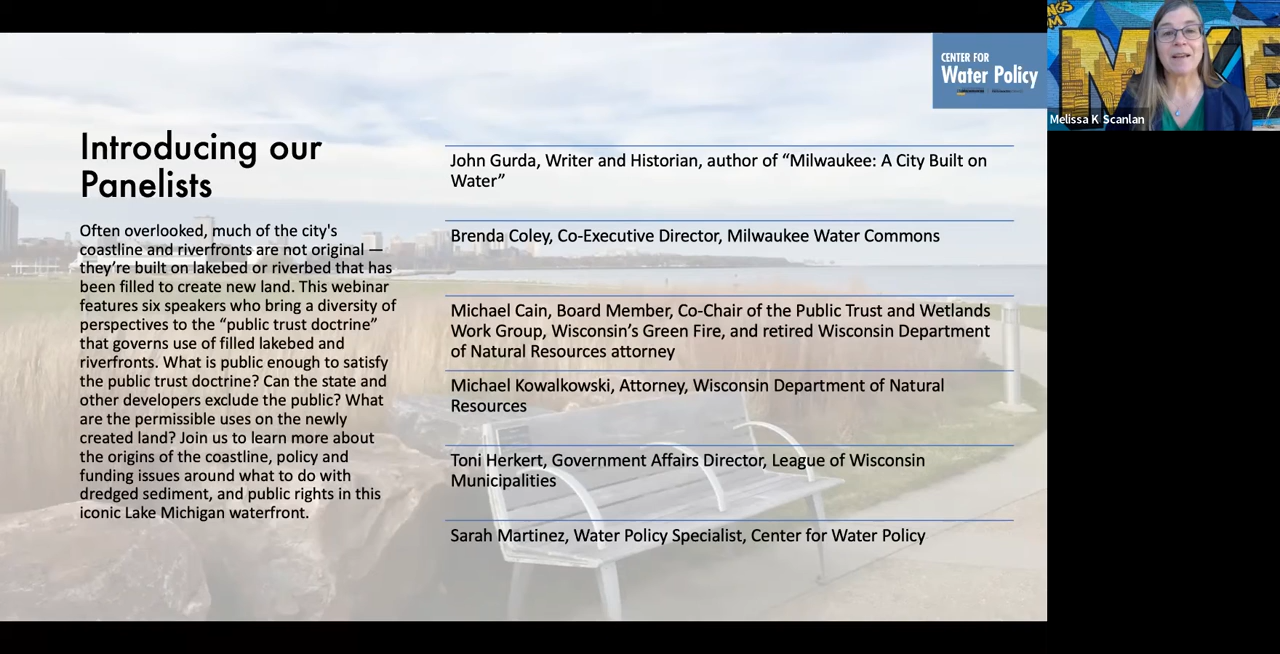 NGS
OM
MKE
CENTER FOR
Water Policy
Melissa K Scanlan
Introducing our
Panelists
Often overlooked, much of the city's
coastline and riverfronts are not original —
they're built on lakebed or riverbed that has
been filled to create new land. This webinar
features six speakers who bring a diversity of
perspectives to the “public trust doctrine”
that governs use of filled lakebed and
riverfronts. What is public enough to satisfy
the public trust doctrine? Can the state and
other developers exclude the public? What
are the permissible uses on the newly
created land? Join us to learn more about
the origins of the coastline, policy and
funding issues around what to do with
dredged sediment, and public rights in this
iconic Lake Michigan waterfront.
John Gurda, Writer and Historian, author of “Milwaukee: A City Built on
Water”
Brenda Coley, Co-Executive Director, Milwaukee Water Commons
Michael Cain, Board Member, Co-Chair of the Public Trust and Wetlands
Work Group, Wisconsin’s Green Fire, and retired Wisconsin Department
of Natural Resources attorney
Michael Kowalkowski, Attorney, Wisconsin Department of Natural
Resources
Toni Herkert, Government Affairs Director, League of Wisconsin
Municipalities
Sarah Martinez, Water Policy Specialist, Center for Water Policy